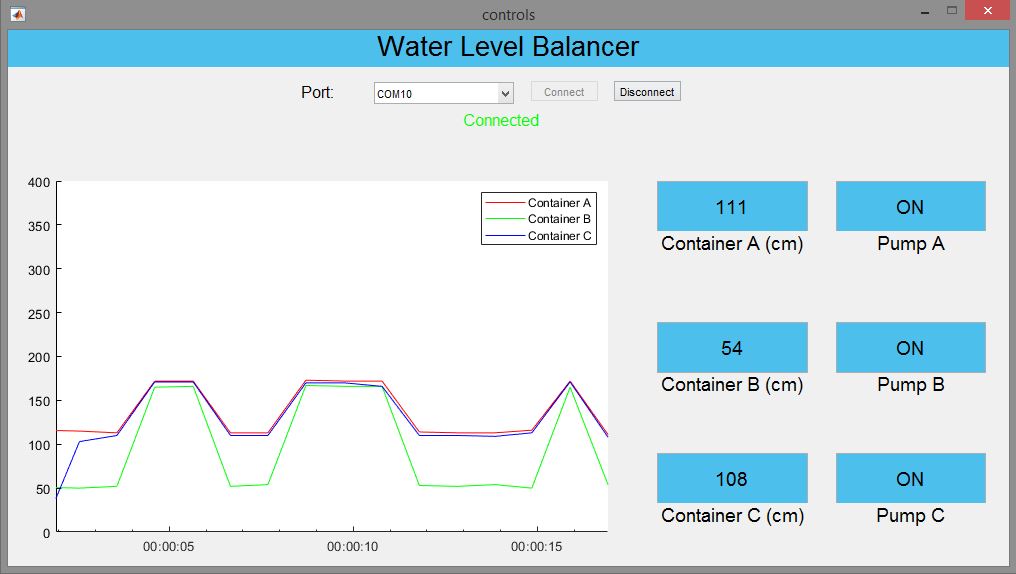 controls
Water Level Balancer
Port:
COM10
Connect
Disconnect
Connected
400
350
300
250
200
150
100
50
0
00:00:05
00:00:10
00:00:15
Container A
Container B
Container C
111
Container A (cm)
ON
Pump A
54
Container B (cm)
ON
Pump B
108
Container C (cm)
ON
Pump C